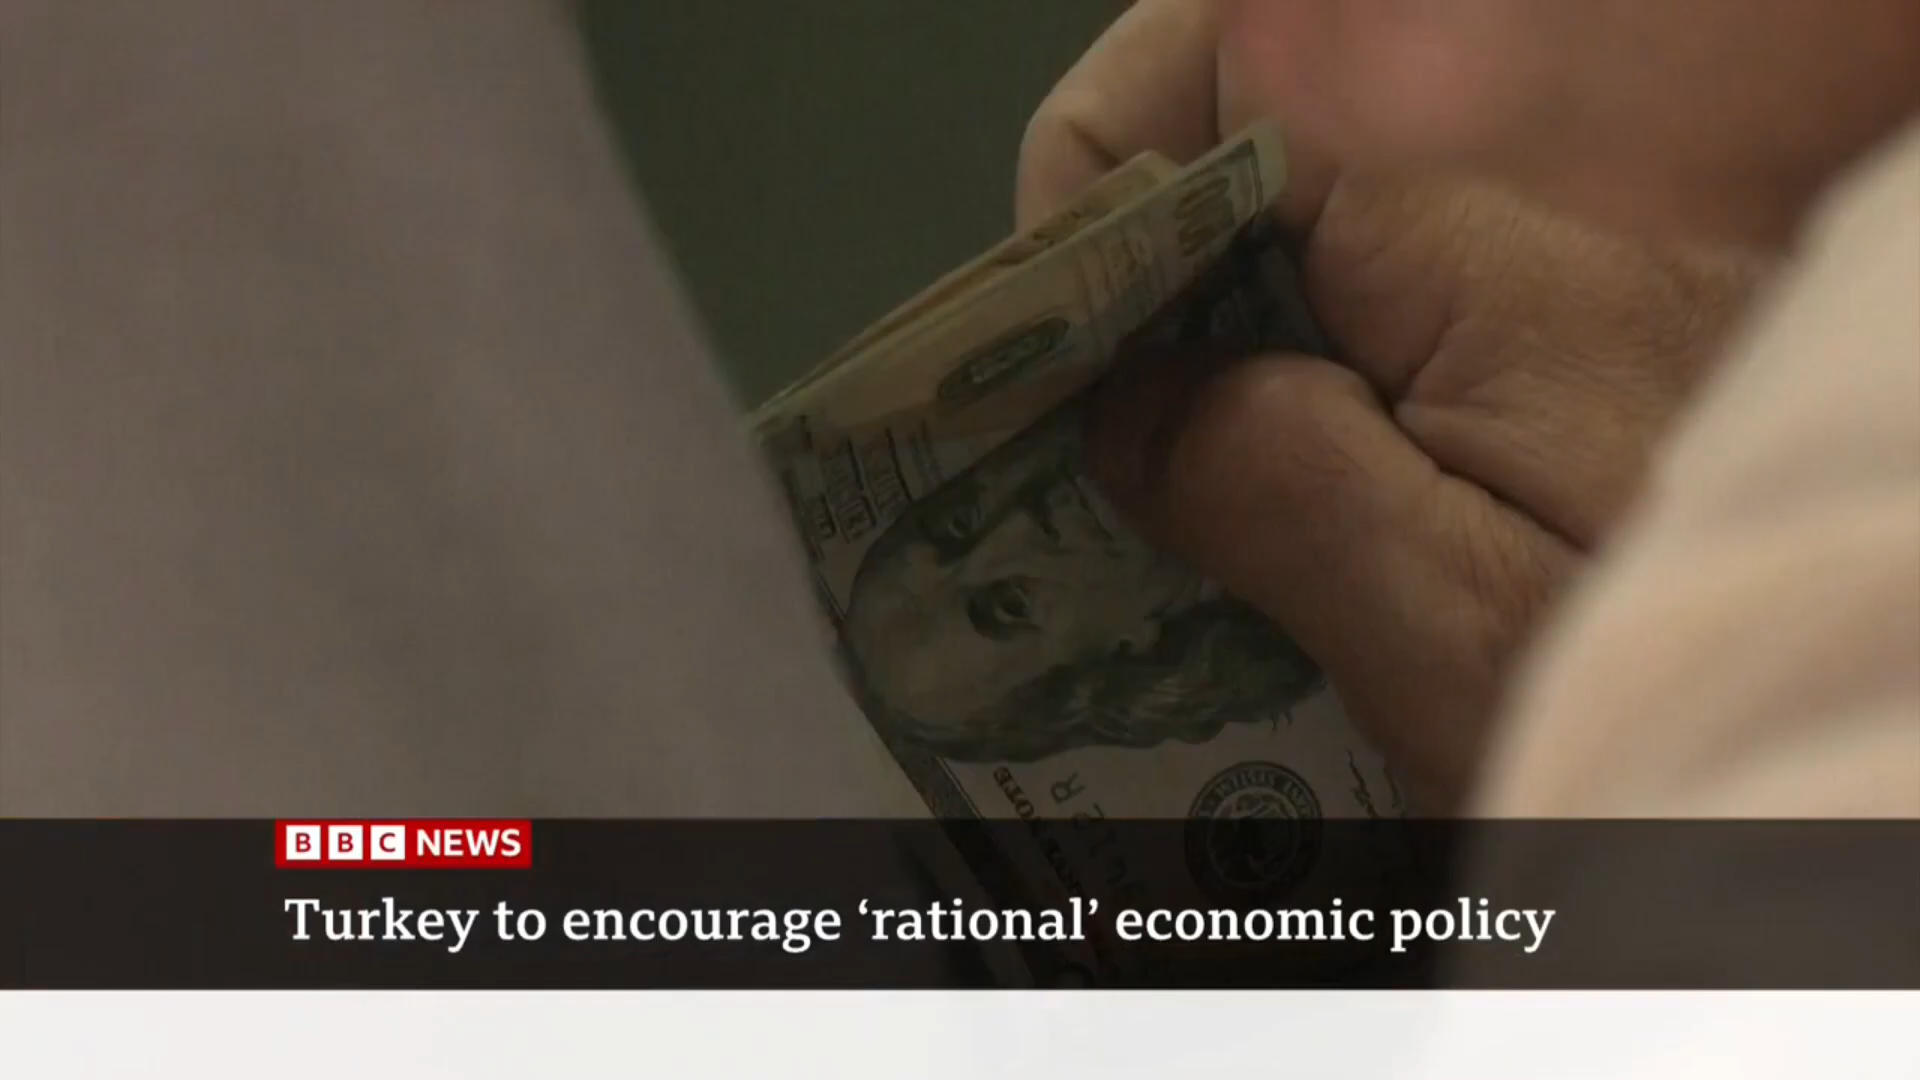 BBC NEWS
Turkey to encourage ‘rational’ economic policy